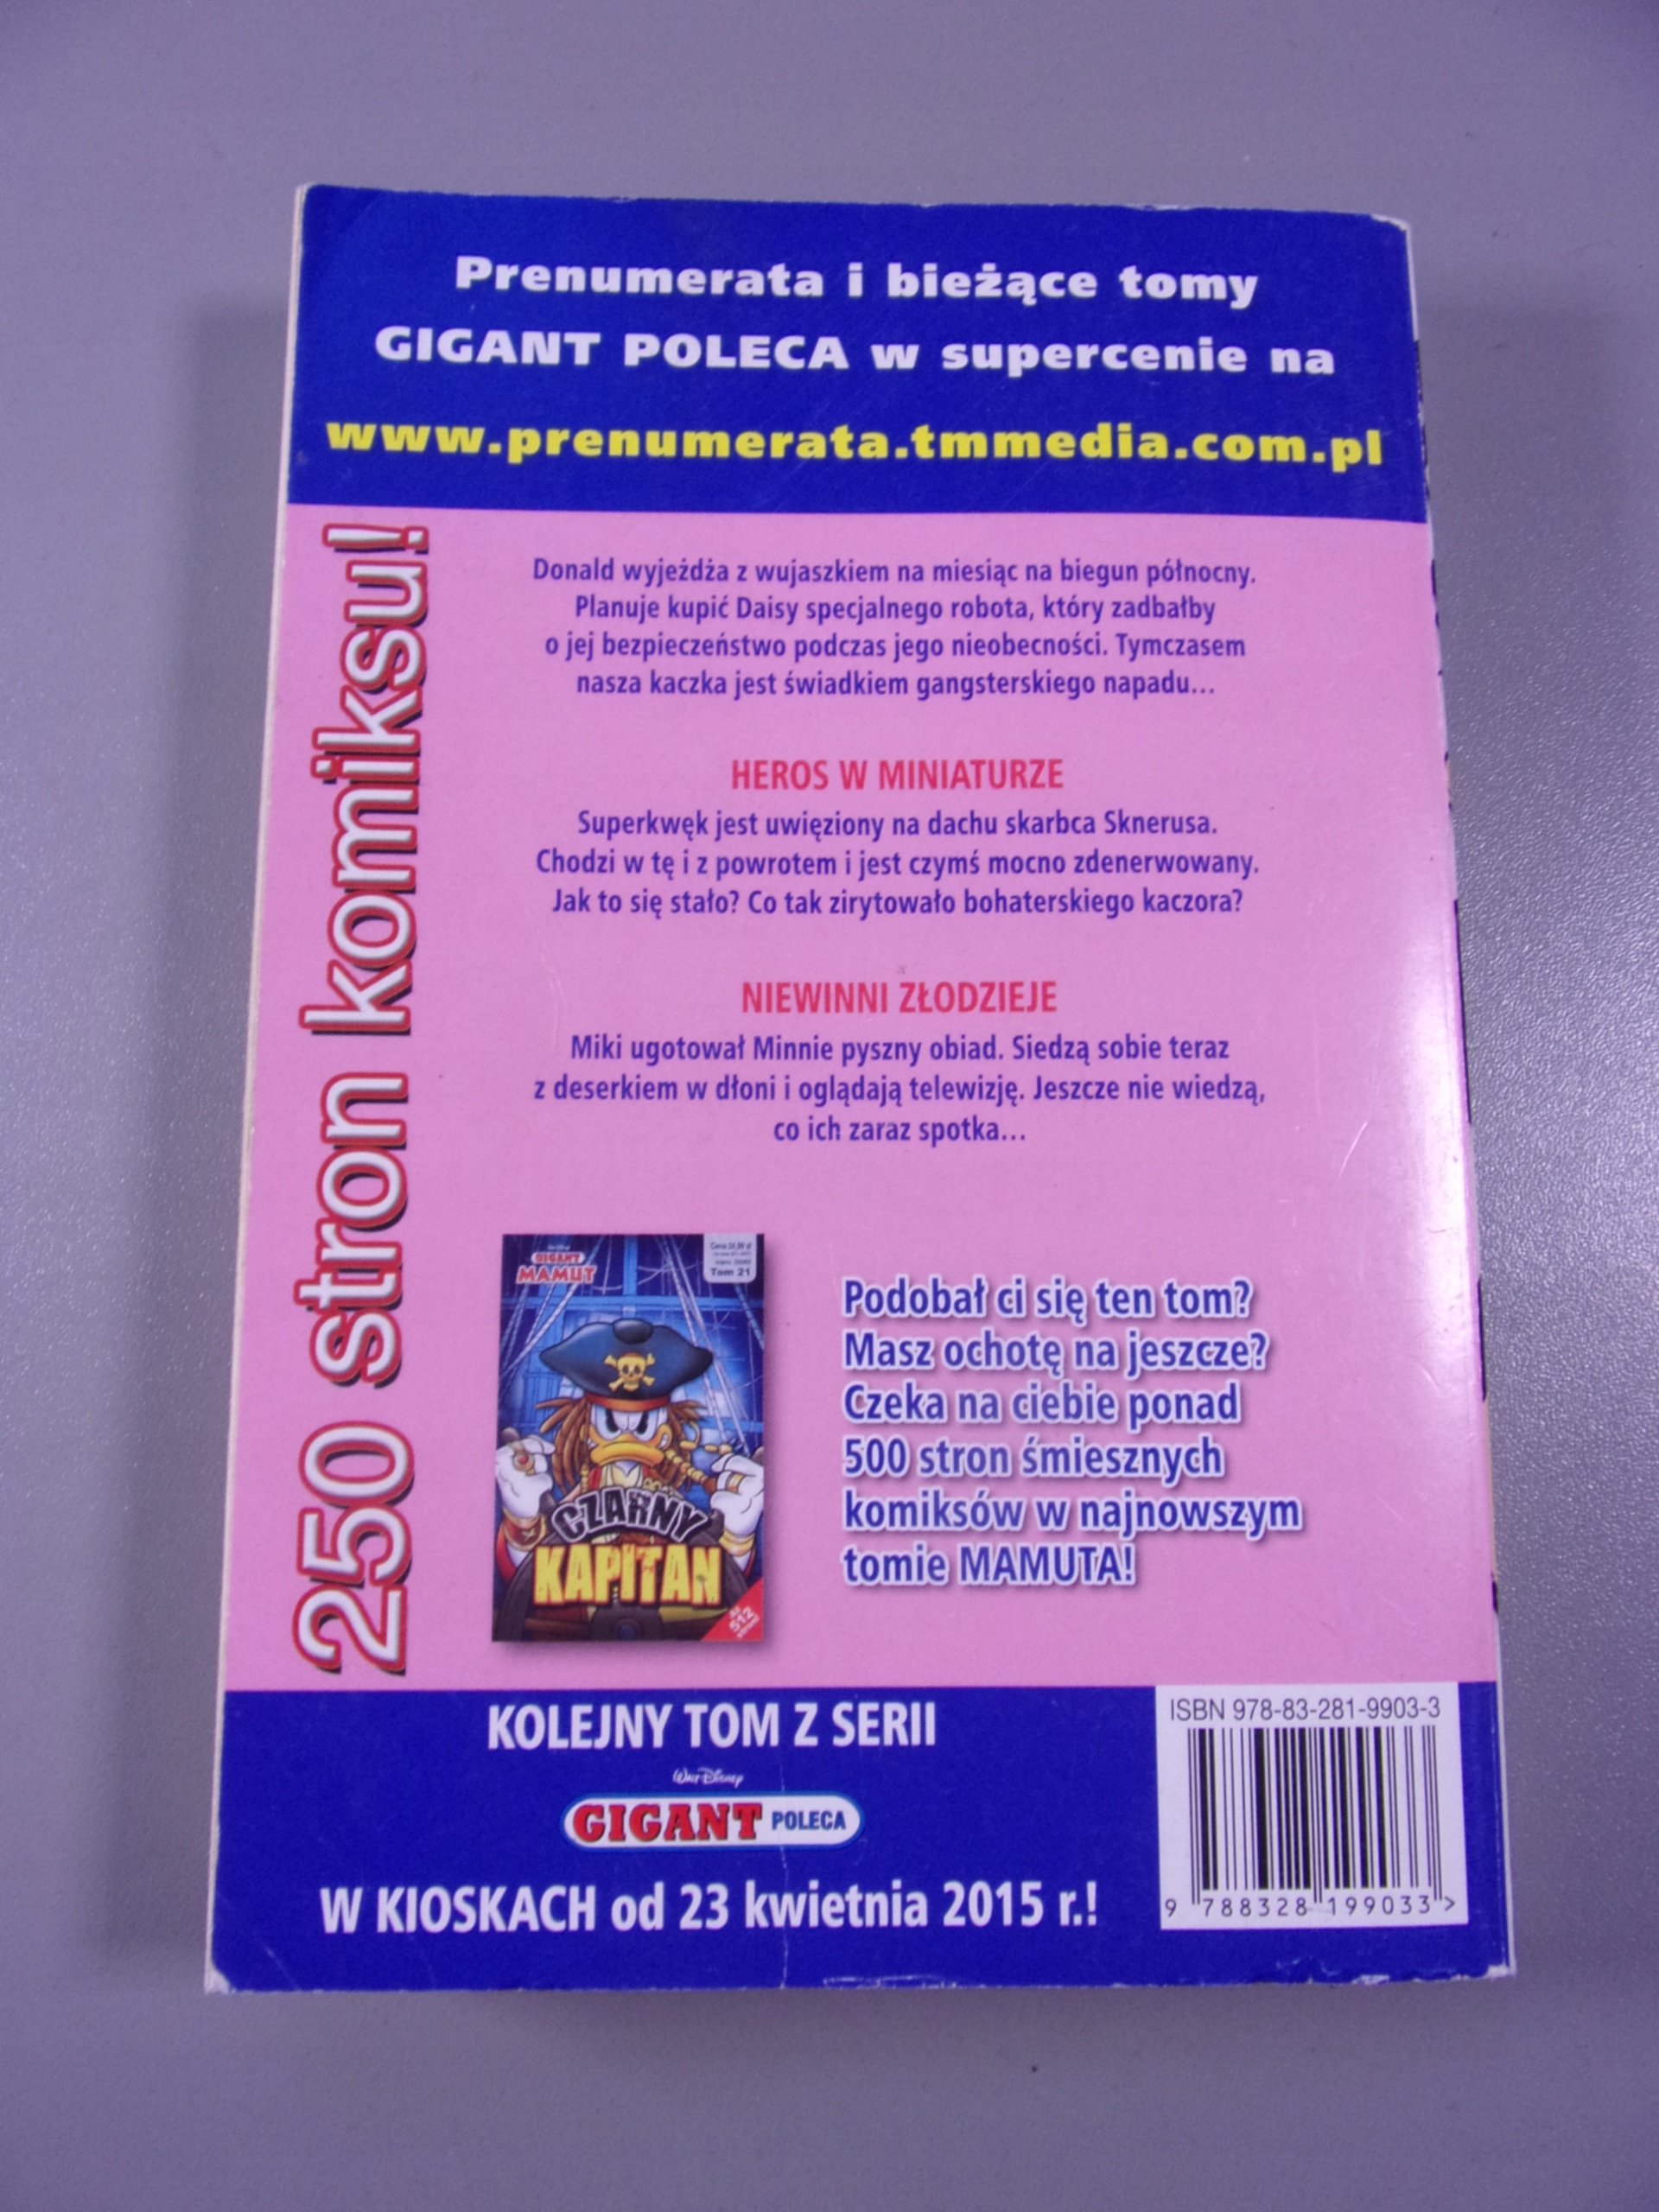 Prenumerata i bieżące tomy
GIGANT POLECA w supercenie na
www.prenumerata.tmmedia.com.pl
250 stron komiksu!
Donald wyjeżdża z wujaszkiem na miesiąc na biegun północny.
Planuje kupić Daisy specjalnego robota, który zadbałby
o jej bezpieczeństwo podczas jego nieobecności. Tymczasem
nasza kaczka jest świadkiem gangsterskiego napadu...
HEROS W MINIATURZE
Superkwęk jest uwięziony na dachu skarbca Sknerusa.
Chodzi w tę i z powrotem i jest czymś mocno zdenerwowany.
Jak to się stało? Co tak zirytowało bohaterskiego kaczora?
NIEWINNI ZŁODZIEJE
Miki ugotował Minnie pyszny obiad. Siedzą sobie teraz
z deserkiem w dłoni i oglądają telewizję. Jeszcze nie wiedzą,
co ich zaraz spotka...
GIGANT
MAMUT
Tom 21
CZARNY
KAPITAN
512
Podobał ci się ten tom?
Masz ochotę na jeszcze?
Czeka na ciebie ponad
500 stron śmiesznych
komiksów w najnowszym
tomie MAMUTA!
KOLEJNY TOM Z SERII
Walt Disney
GIGANT POLECA
W KIOSKACH od 23 kwietnia 2015 r.!
ISBN 978-83-281-9903-3
9 788328 199033 >